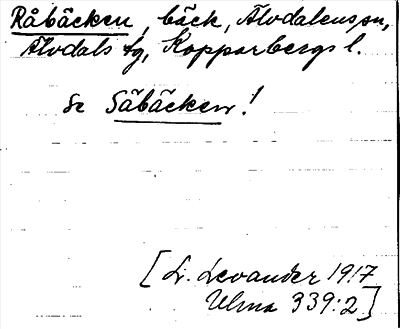 Råbäcken, bäck, Älvdalens sn,
Älvdals tg, Kopparbergs l.
Se Såbäcken!
[L. Levander 1917
Ulma 339:2]